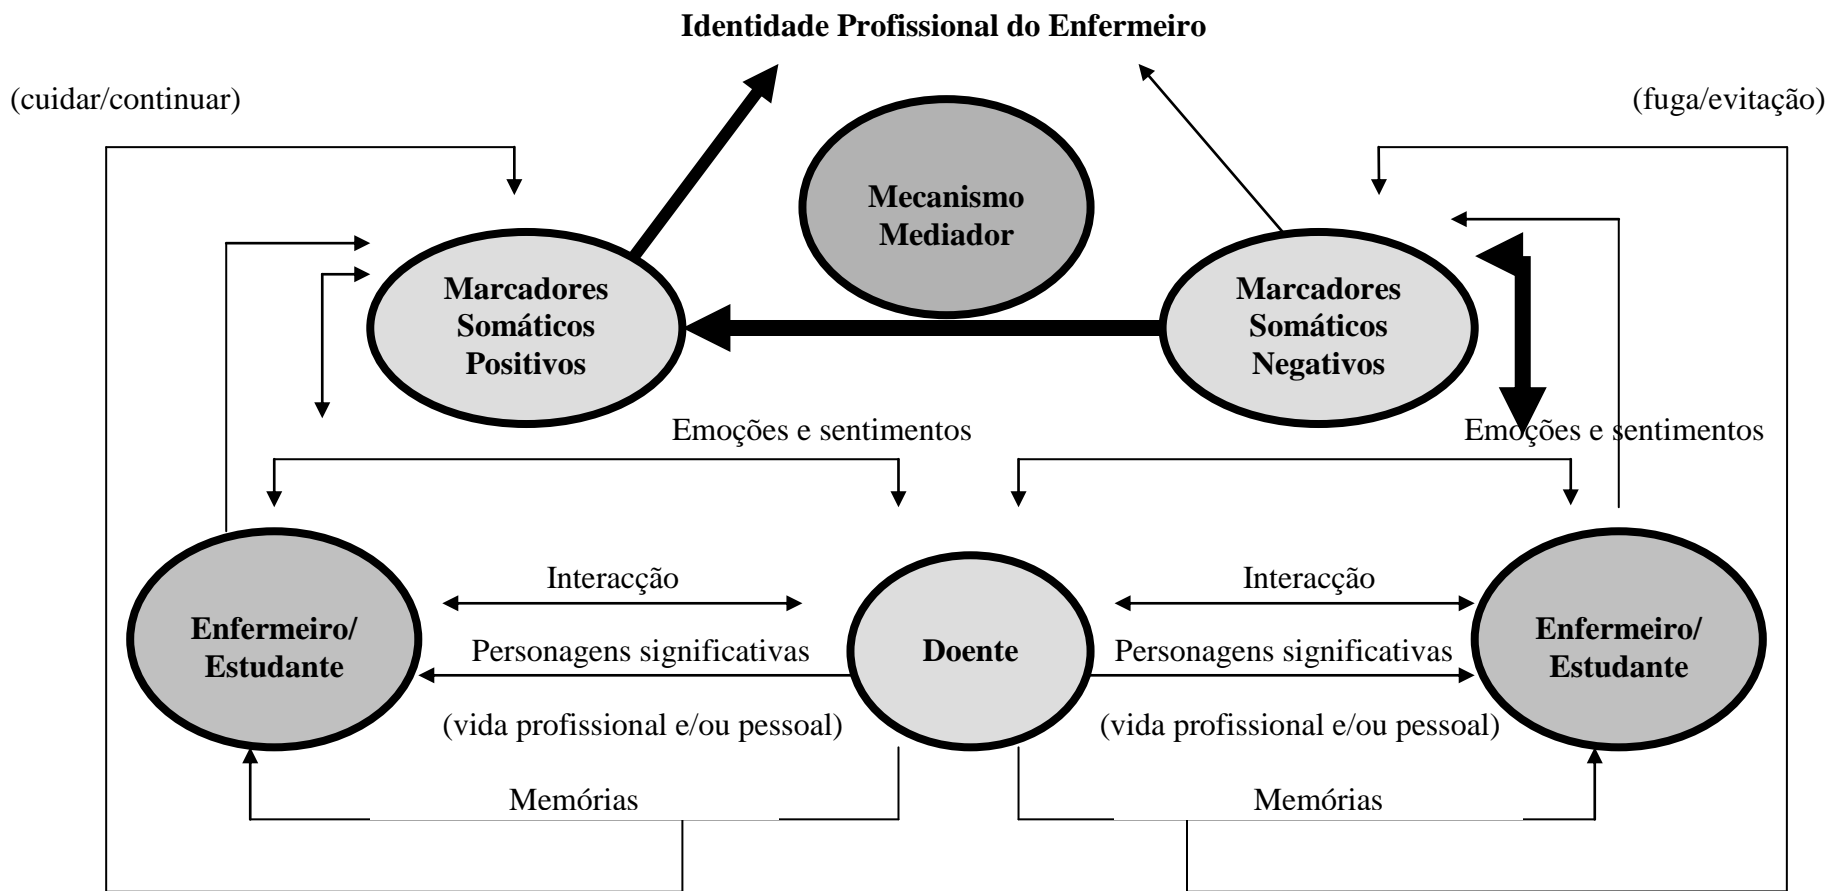 Identidade Profissional do Enfermeiro
(cuidar/continuar)
(fuga/evitação)
Mecanismo
Mediador
Marcadores
Somáticos
Positivos
Marcadores
Somáticos
Negativos
Emoções e sentimentos
Emoções e sentimentos
Interacção
Interacção
Enfermeiro/
Estudante
Personagens significativas
Doente
Personagens significativas
Enfermeiro/
Estudante
(vida profissional e/ou pessoal)
(vida profissional e/ou pessoal)
Memórias
Memórias